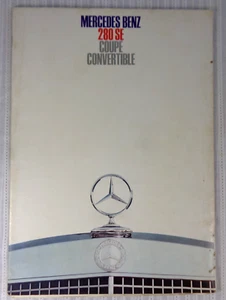 MERCEDES BENZ
280 SE
COUPE
CONVERTIBLE